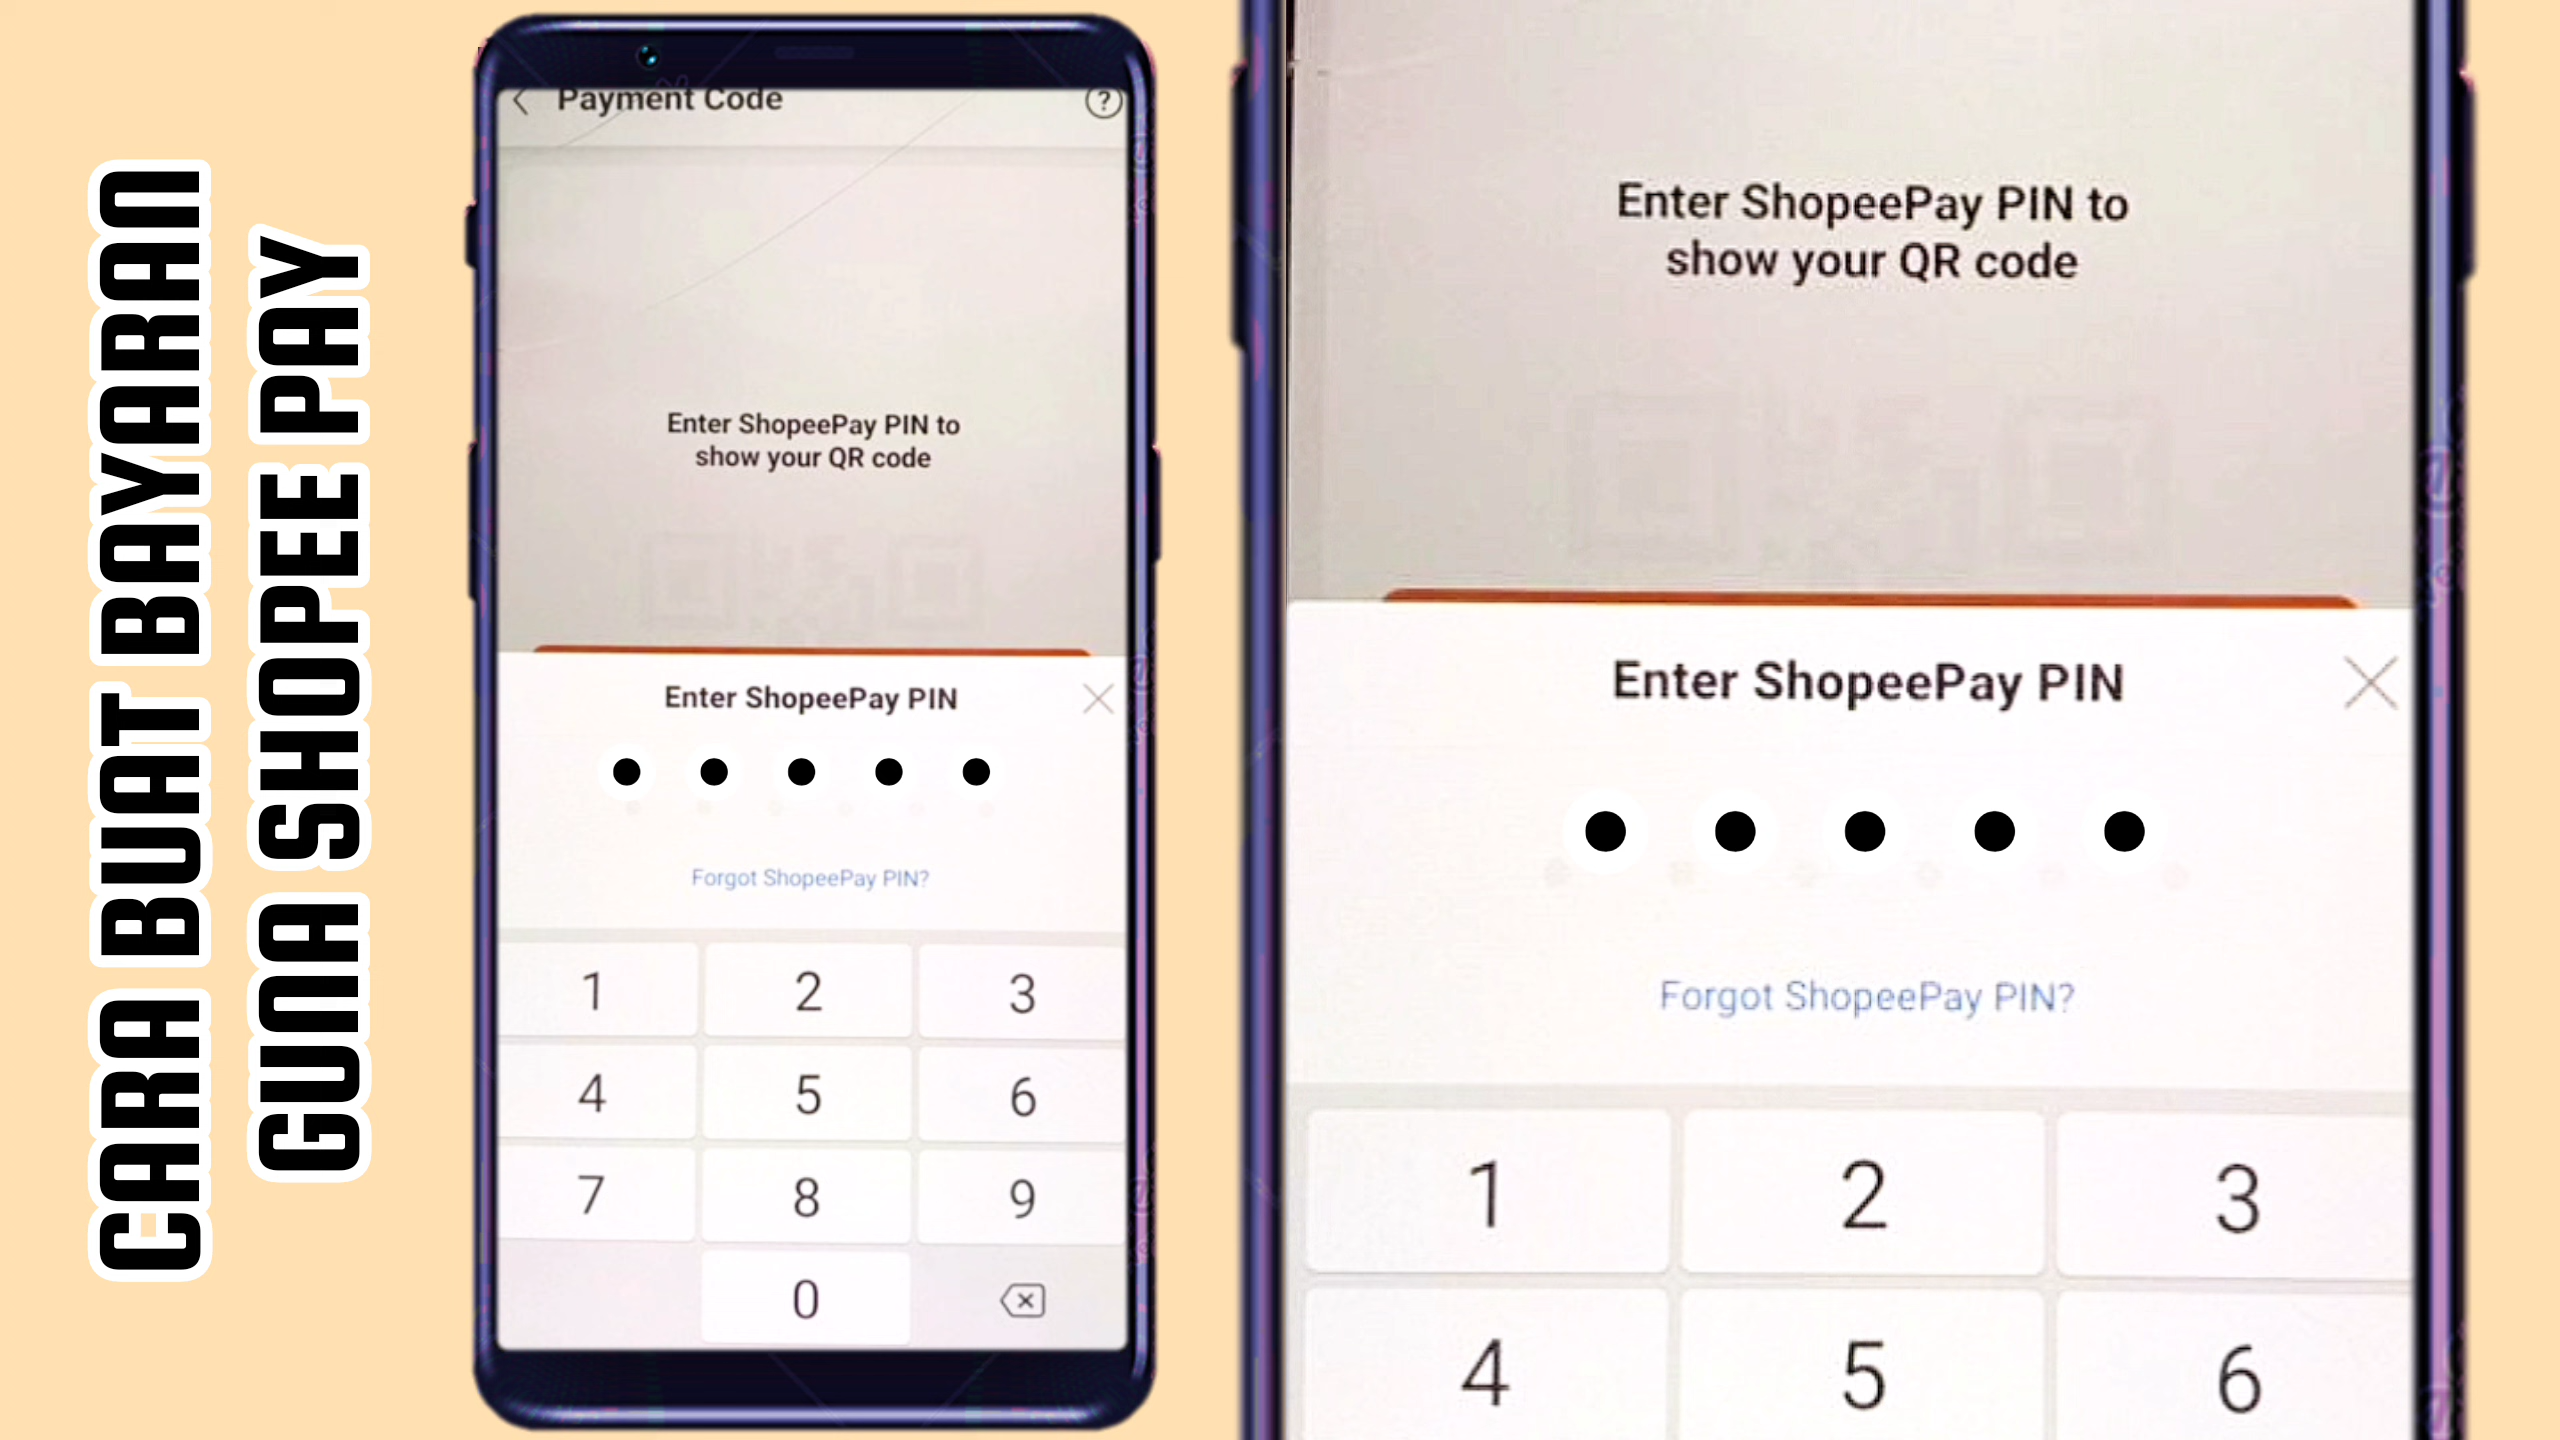 CARA BUAT BAYARAN
GUNA SHOPEE PAY
Payment Code
?
Enter ShopeePay PIN to
show your QR code
Enter ShopeePay PIN
Forgot ShopeePay PIN?
1 2 3
4 5 6
7 8 9
0
Enter ShopeePay PIN to
show your QR code
Enter ShopeePay PIN
Forgot ShopeePay PIN?
1 2 3
4 5 6